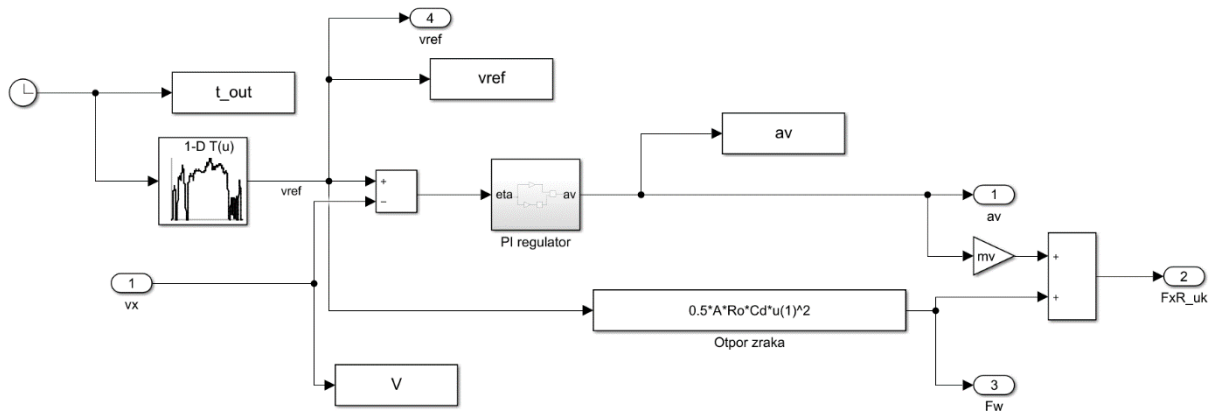 4
vref
vref
t_out
1-D T(u)
av
vref
+
−
eta
av
PI regulator
1
av
mv
+
+
2
FxR_uk
1
vx
0.5*A*Ro*Cd*u(1)^2
Otpor zraka
V
3
Fw